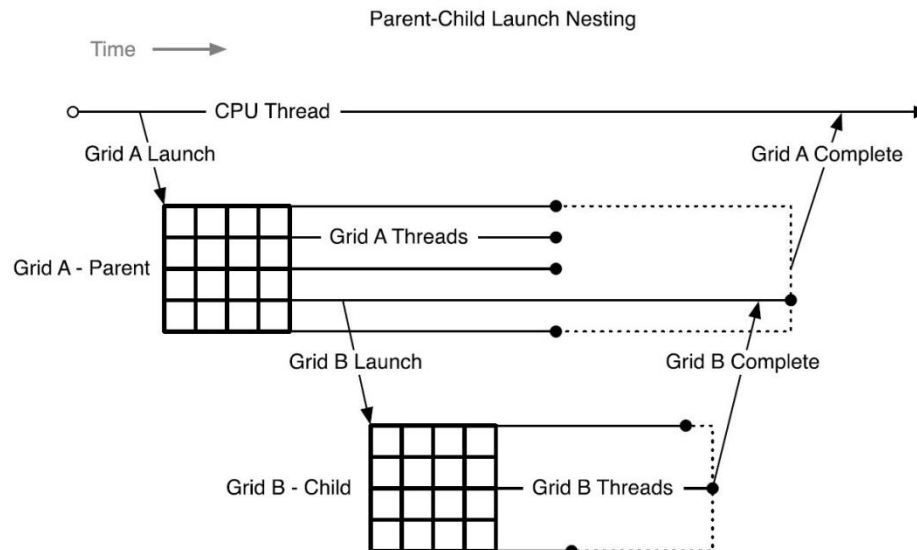 Parent-Child Launch Nesting
Time
CPU Thread
Grid A Launch
Grid A Complete
Grid A Threads
Grid A - Parent
Grid B Launch
Grid B Complete
Grid B - Child
Grid B Threads